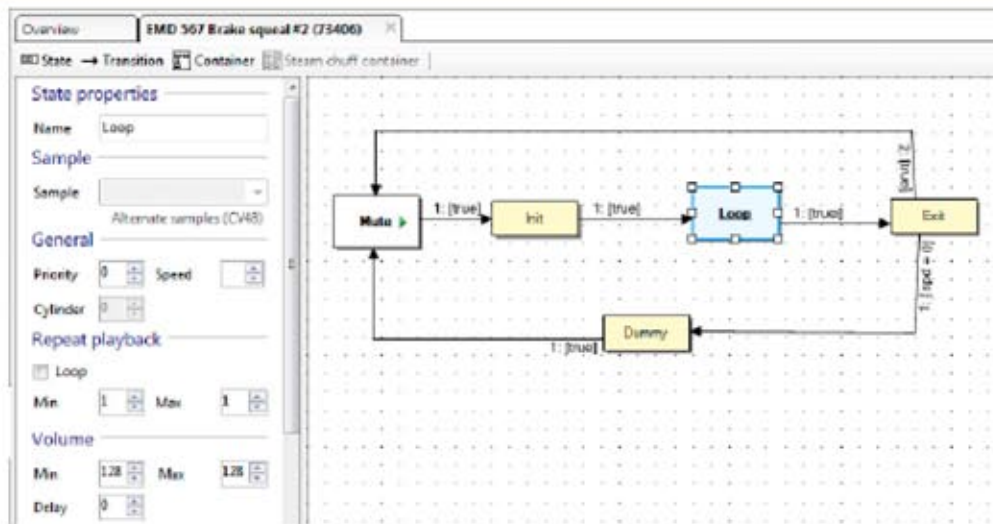 Overview
EMD 567 Brake squeal #2 (73406)
State Transition Container Steam chuff container
State properties
Name Loop
Sample
Sample
Alternate samples (CV48)
General
Priority 0 Speed
Cylinder 0
Repeat playback
Loop
Min 1 Max 1
Volume
Min 128 Max 128
Delay 0
2: [true]
Mute
1: [true]
Init
1: [true]
Loop
1: [true]
Exit
1: [spd = 0]
Dummy
1: [true]